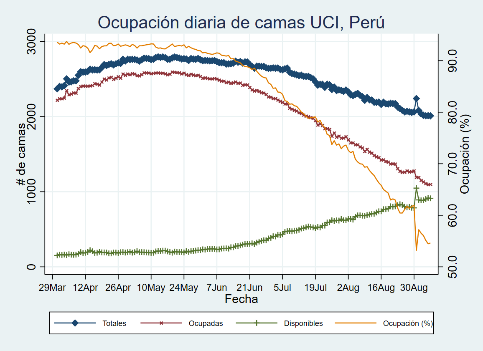 Ocupación diaria de camas UCI, Perú
3000
2000
1000
0
# de camas
90.0
80.0
70.0
60.0
50.0
Ocupación (%)
29Mar 12Apr 26Apr 10May 24May 7Jun 21Jun 5Jul 19Jul 2Aug 16Aug 30Aug
Fecha
Totales Ocupadas Disponibles Ocupación (%)